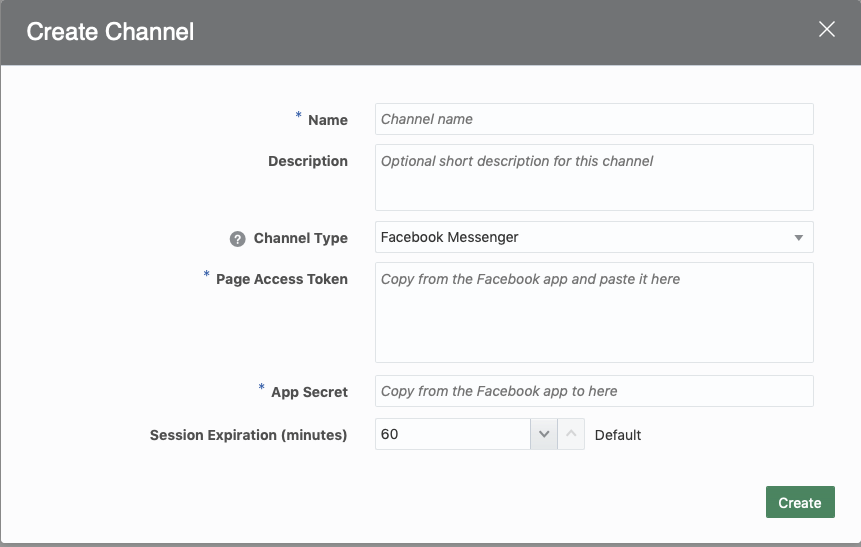 Create Channel
* Name Channel name
Description Optional short description for this channel
? Channel Type Facebook Messenger
* Page Access Token Copy from the Facebook app and paste it here
* App Secret Copy from the Facebook app to here
Session Expiration (minutes) 60 Default
Create